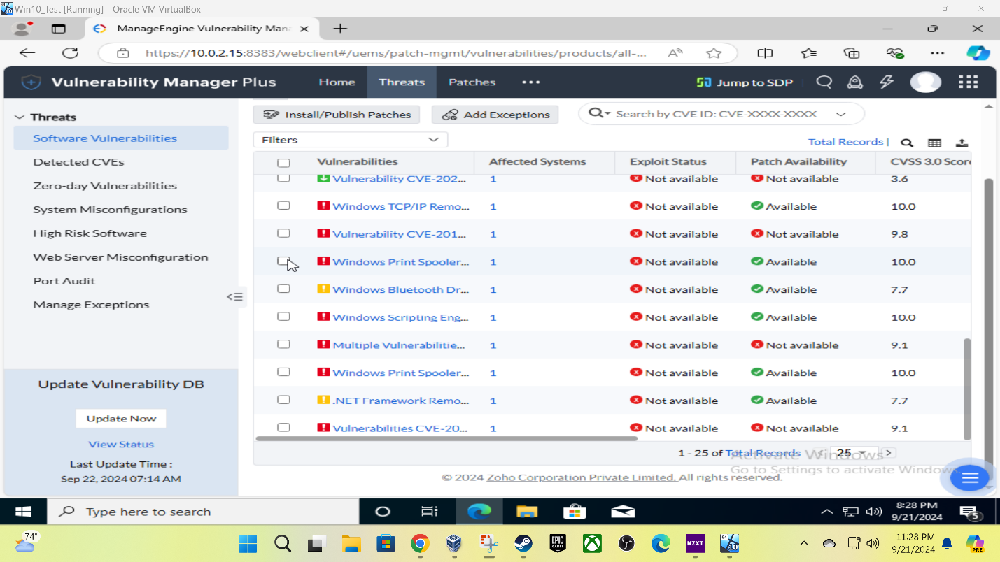 Win10_Test [Running] - Oracle VM VirtualBox
ManageEngine Vulnerability Man
https://10.0.2.15:8383/webclient#/uems/patch-mgmt/vulnerabilities/products/all-...
Vulnerability Manager Plus
Home
Threats
Patches
Jump to SDP
Threats
Software Vulnerabilities
Detected CVEs
Zero-day Vulnerabilities
System Misconfigurations
High Risk Software
Web Server Misconfiguration
Port Audit
Manage Exceptions
Update Vulnerability DB
Update Now
View Status
Last Update Time :
Sep 22, 2024 07:14 AM
Install/Publish Patches
Add Exceptions
Search by CVE ID: CVE-XXXX-XXXX
Filters
Total Records |
Vulnerabilities Affected Systems Exploit Status Patch Availability CVSS 3.0 Score
Vulnerability CVE-202... 1 Not available Not available 3.6
Windows TCP/IP Remo... 1 Not available Available 10.0
Vulnerability CVE-201... 1 Not available Not available 9.8
Windows Print Spooler... 1 Not available Available 10.0
Windows Bluetooth Dr... 1 Not available Available 7.7
Windows Scripting Eng... 1 Not available Available 10.0
Multiple Vulnerabilitie... 1 Not available Not available 9.1
Windows Print Spooler... 1 Not available Available 10.0
.NET Framework Remo... 1 Not available Available 7.7
Vulnerabilities CVE-20... 1 Not available Not available 9.1
1 - 25 of Total Records 25
Activate Windows
Go to Settings to activate Windows.
© 2024 Zoho Corporation Private Limited. All rights reserved.
Type here to search
8:28 PM
9/21/2024
5
74°
EPIC GAMES
NZXT
64
10
11:28 PM
9/21/2024
PRE